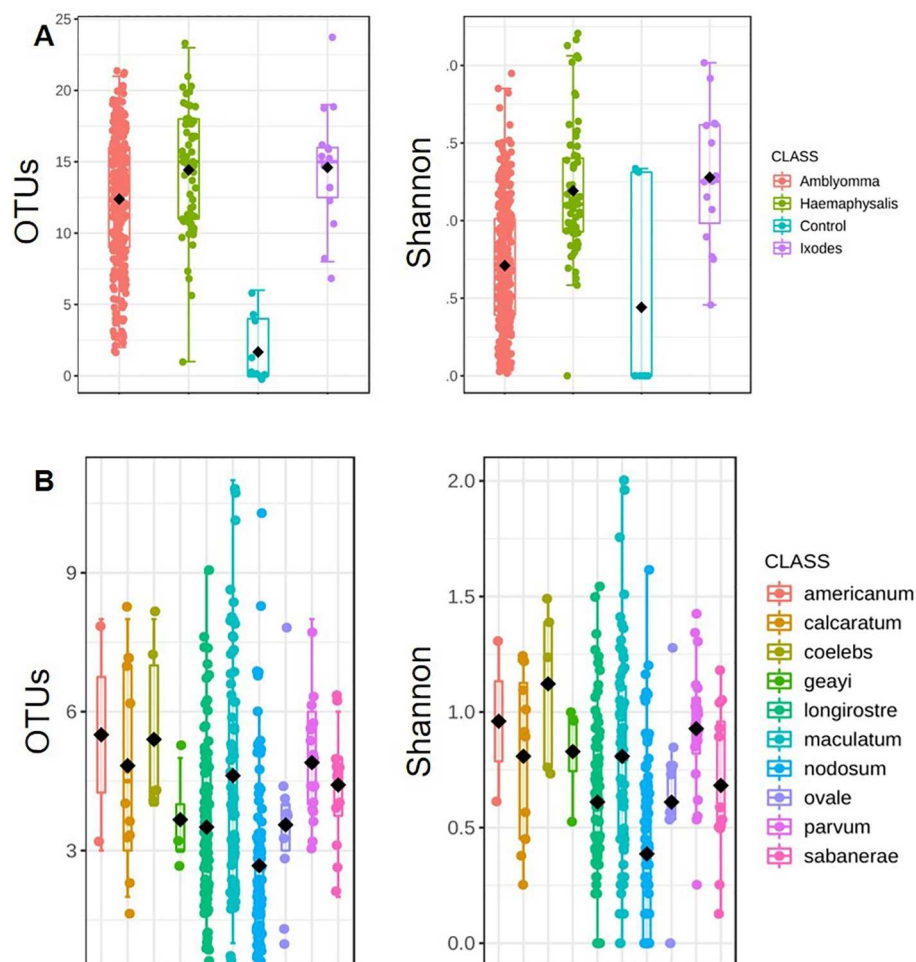 A
OTUs
25
20
15
10
5
0
Shannon
.0
.5
.0
.5
.0
CLASS
Amblyomma
Haemaphysalis
Control
Ixodes
B
OTUs
9
6
3
Shannon
2.0
1.5
1.0
0.5
0.0
CLASS
americanum
calcaratum
coelebs
geayi
longirostre
maculatum
nodosum
ovale
parvum
sabanerae